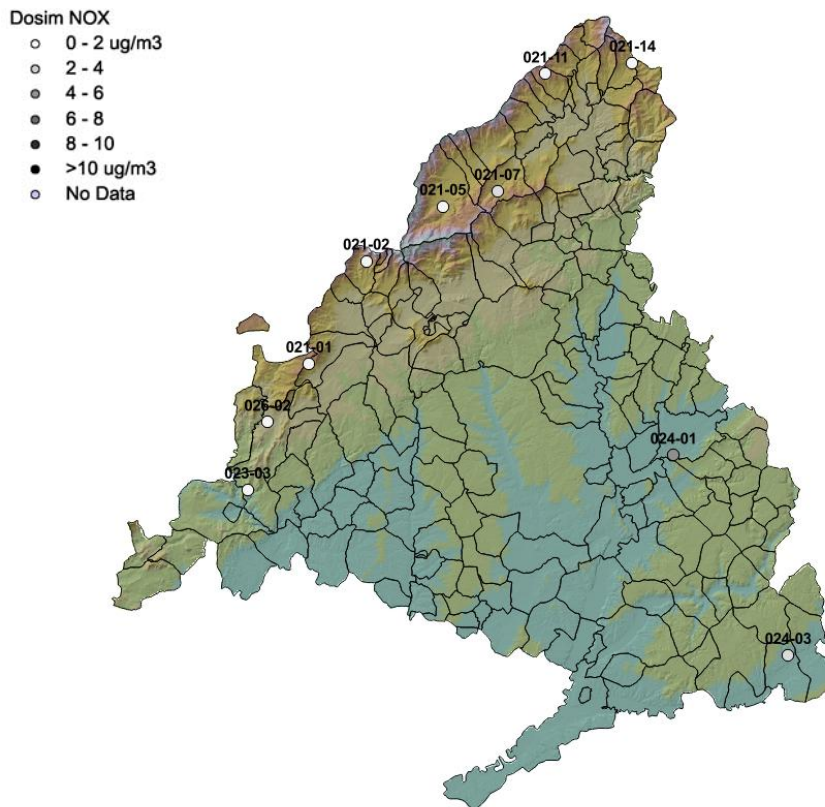 Dosim NOX
0 - 2 ug/m3
2 - 4
4 - 6
6 - 8
8 - 10
>10 ug/m3
No Data
021-14
021-11
021-07
021-05
021-02
021-01
026-02
024-01
023-03
024-03